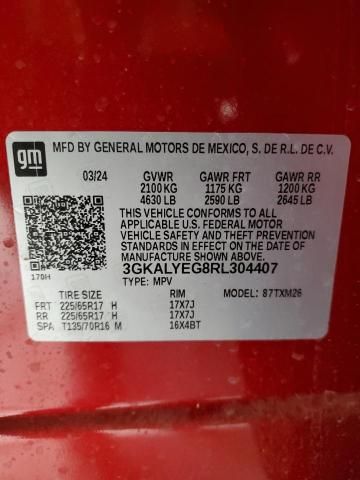 gm MFD BY GENERAL MOTORS DE MEXICO, S. DE R.L. DE C.V.
03/24 GVWR GAWR FRT GAWR RR
2100 KG 1175 KG 1200 KG
4630 LB 2590 LB 2645 LB
THIS VEHICLE CONFORMS TO ALL
APPLICABLE U.S. FEDERAL MOTOR
VEHICLE SAFETY AND THEFT PREVENTION
STANDARDS IN EFFECT ON THE DATE OF
MANUFACTURE SHOWN ABOVE.
3GKALYEG8RL304407
170H TYPE: MPV
TIRE SIZE RIM MODEL: 87TXM26
FRT 225/65R17 H 17X7J
RR 225/65R17 H 17X7J
SPA T135/70R16 M 16X4BT